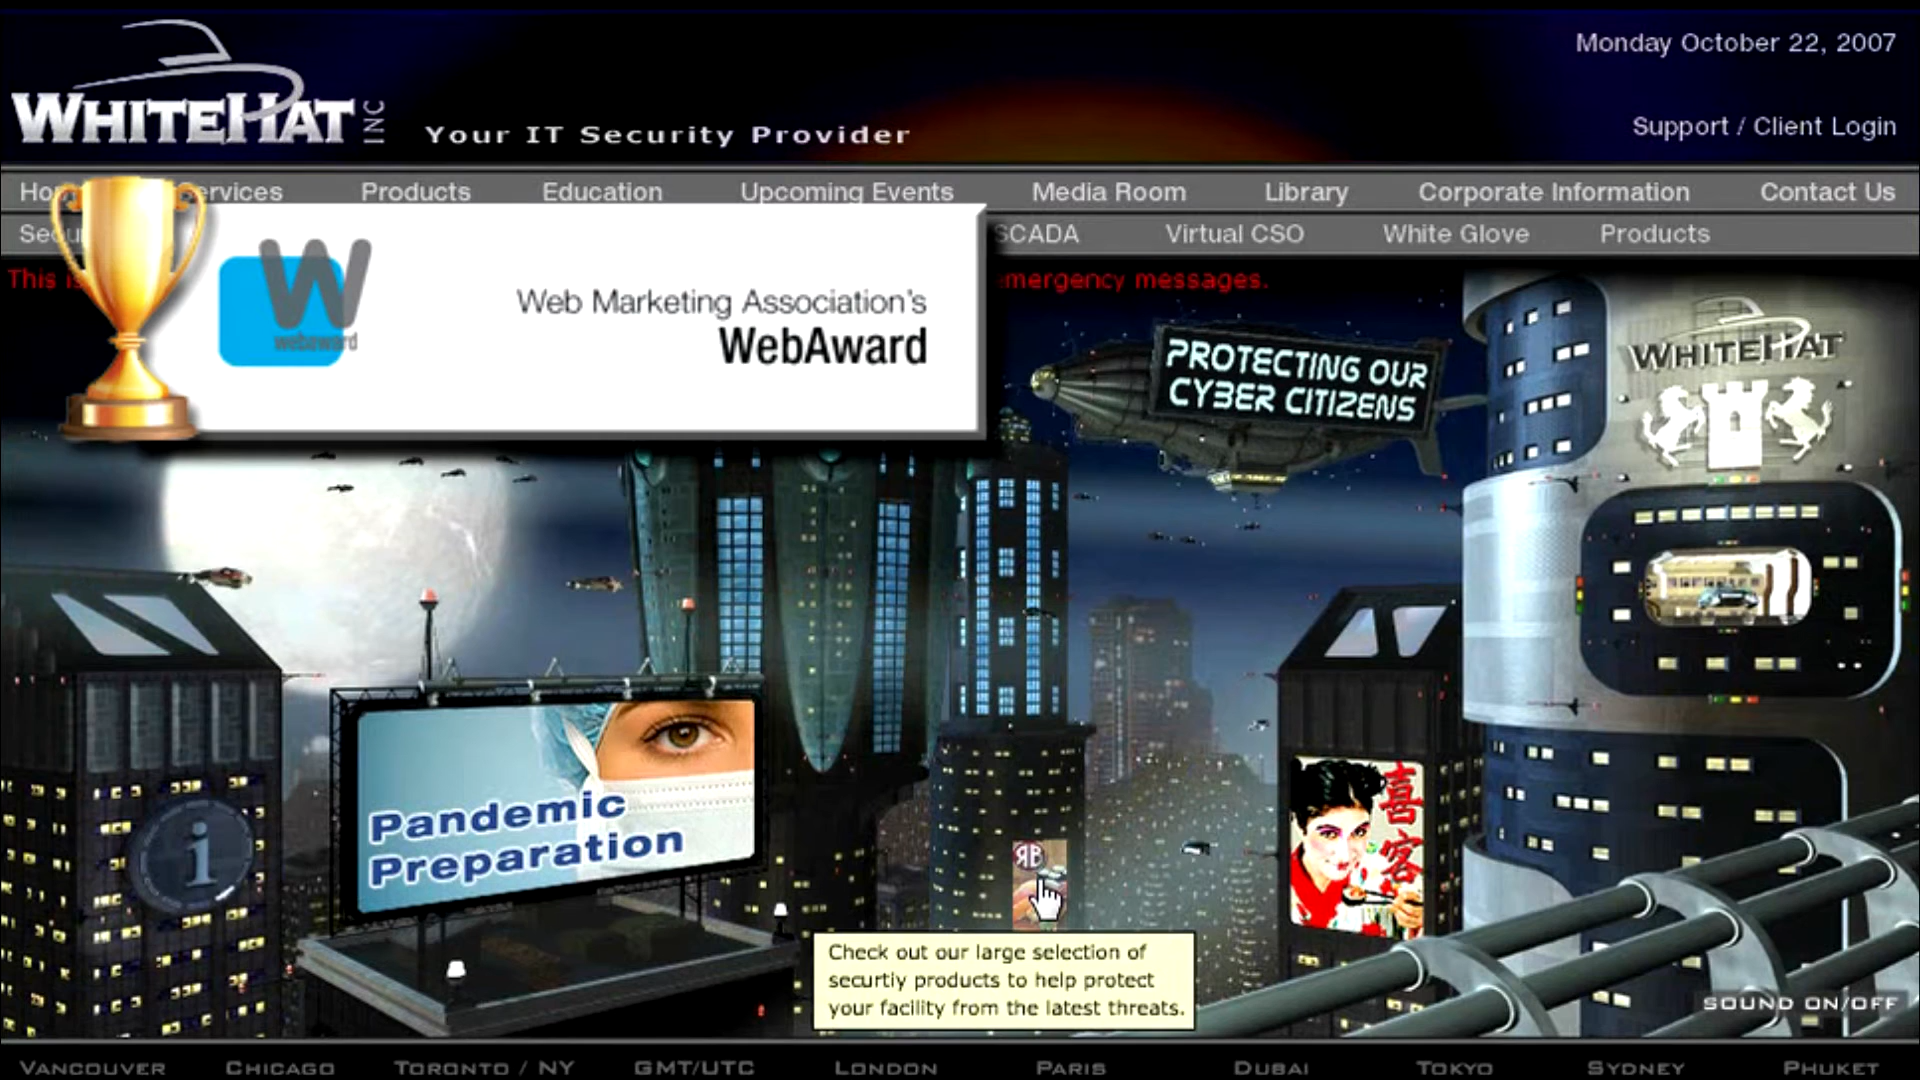 WHITEHAT INC
Your IT Security Provider
Monday October 22, 2007
Support / Client Login
Products Education Upcoming Events Media Room Library Corporate Information Contact Us
SCADA Virtual CSO White Glove Products
This
messages.
webaward
Web Marketing Association's
WebAward
PROTECTING OUR
CYBER CITIZENS
WHITEHAT
Pandemic
Preparation
RB
喜
客
i
Check out our large selection of
securtiy products to help protect
your facility from the latest threats.
SOUND ON/OFF
VANCOUVER CHICAGO TORONTO / NY GMT/UTC LONDON PARIS DUBAI TOKYO SYDNEY PHUKET